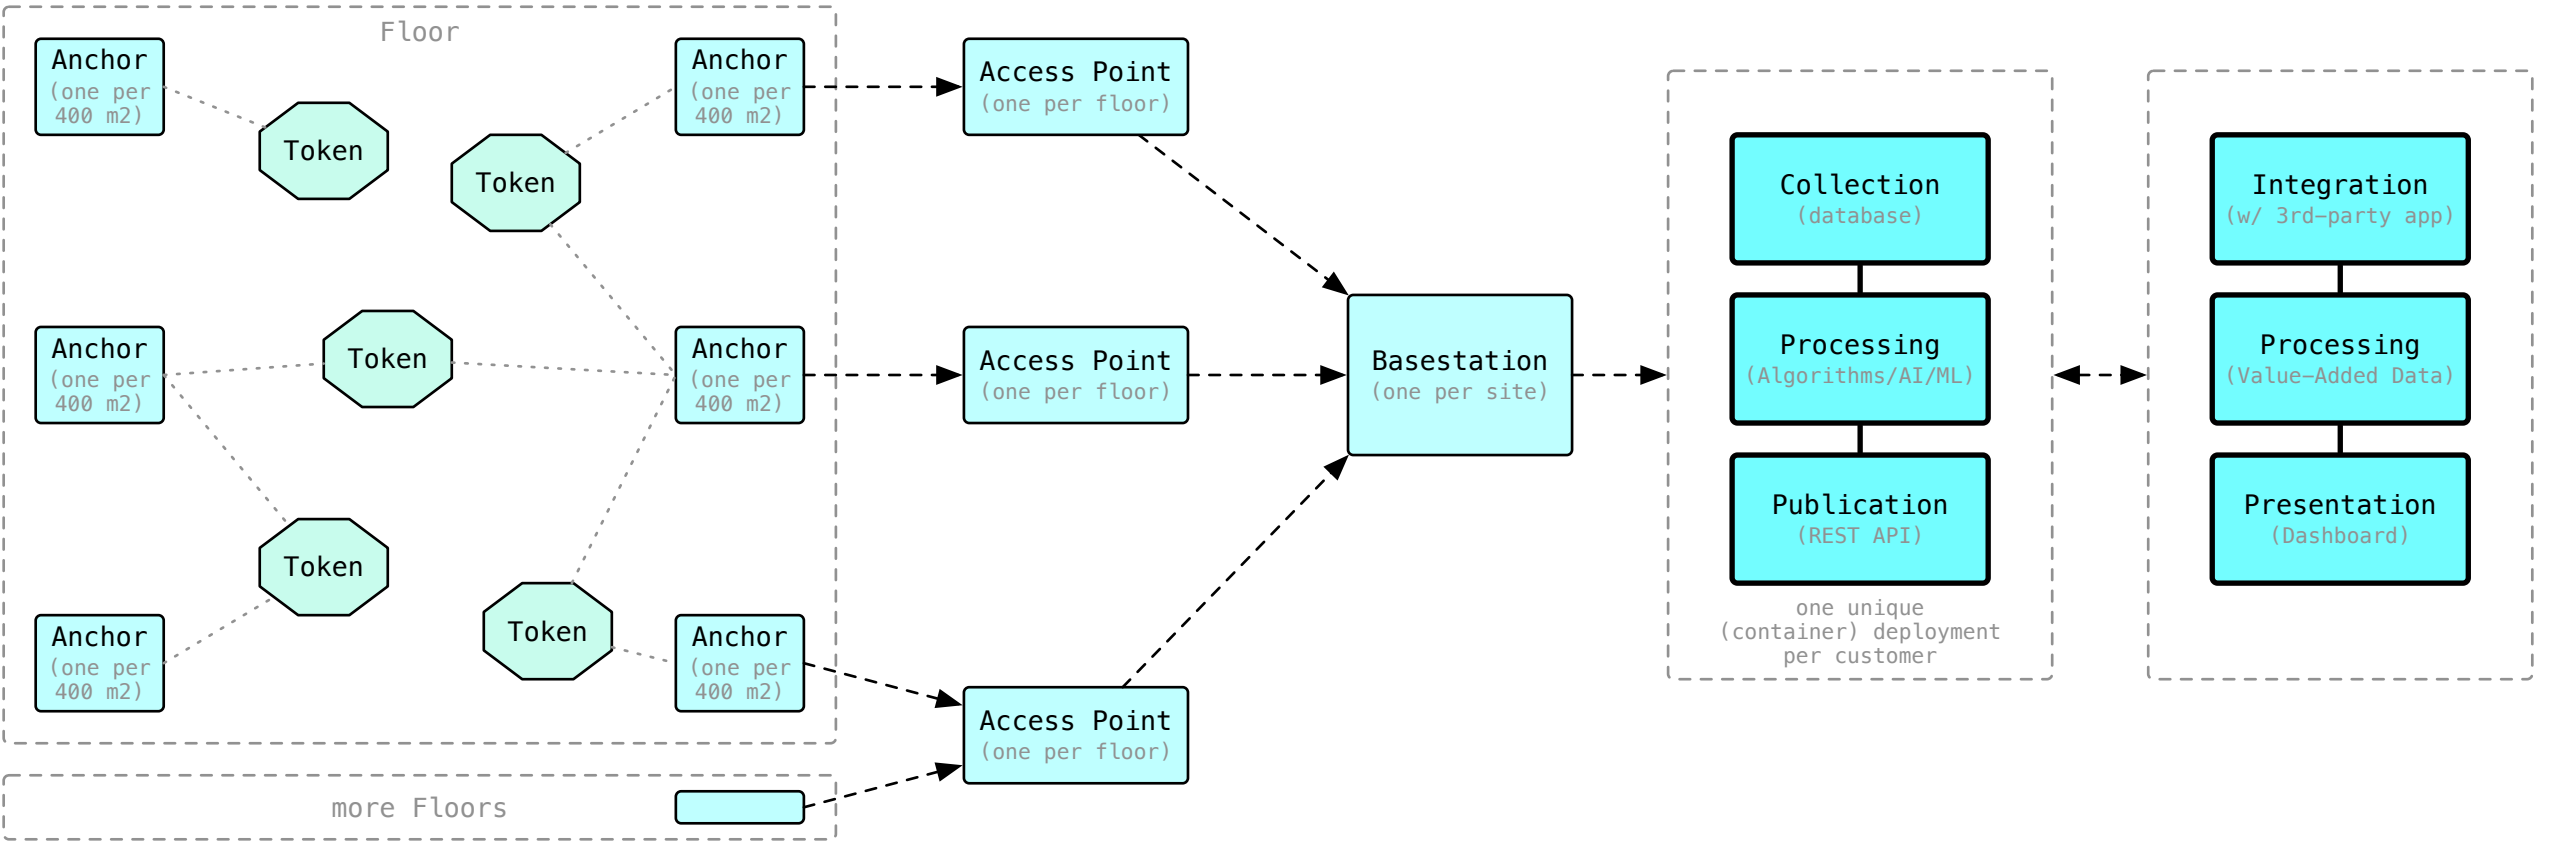 Floor
Anchor
(one per
400 m2)
Token
Token
Anchor
(one per
400 m2)
Anchor
(one per
400 m2)
Token
Anchor
(one per
400 m2)
Token
Anchor
(one per
400 m2)
Token
Anchor
(one per
400 m2)
more Floors
Access Point
(one per floor)
Access Point
(one per floor)
Access Point
(one per floor)
Basestation
(one per site)
Collection
(database)
Processing
(Algorithms/AI/ML)
Publication
(REST API)
one unique
(container) deployment
per customer
Integration
(w/ 3rd-party app)
Processing
(Value-Added Data)
Presentation
(Dashboard)